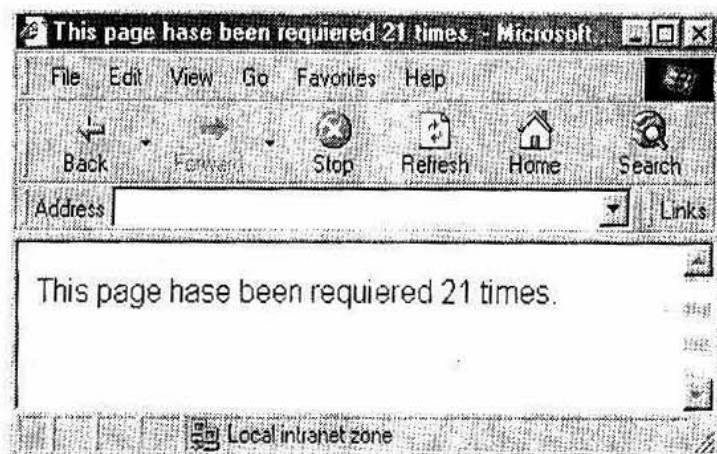 This page hase been requiered 21 times. - Microsoft
File Edit View Go Favorites Help
Back Forward Stop Refresh Home Search
Address Links
This page hase been requiered 21 times.
Local intranet zone